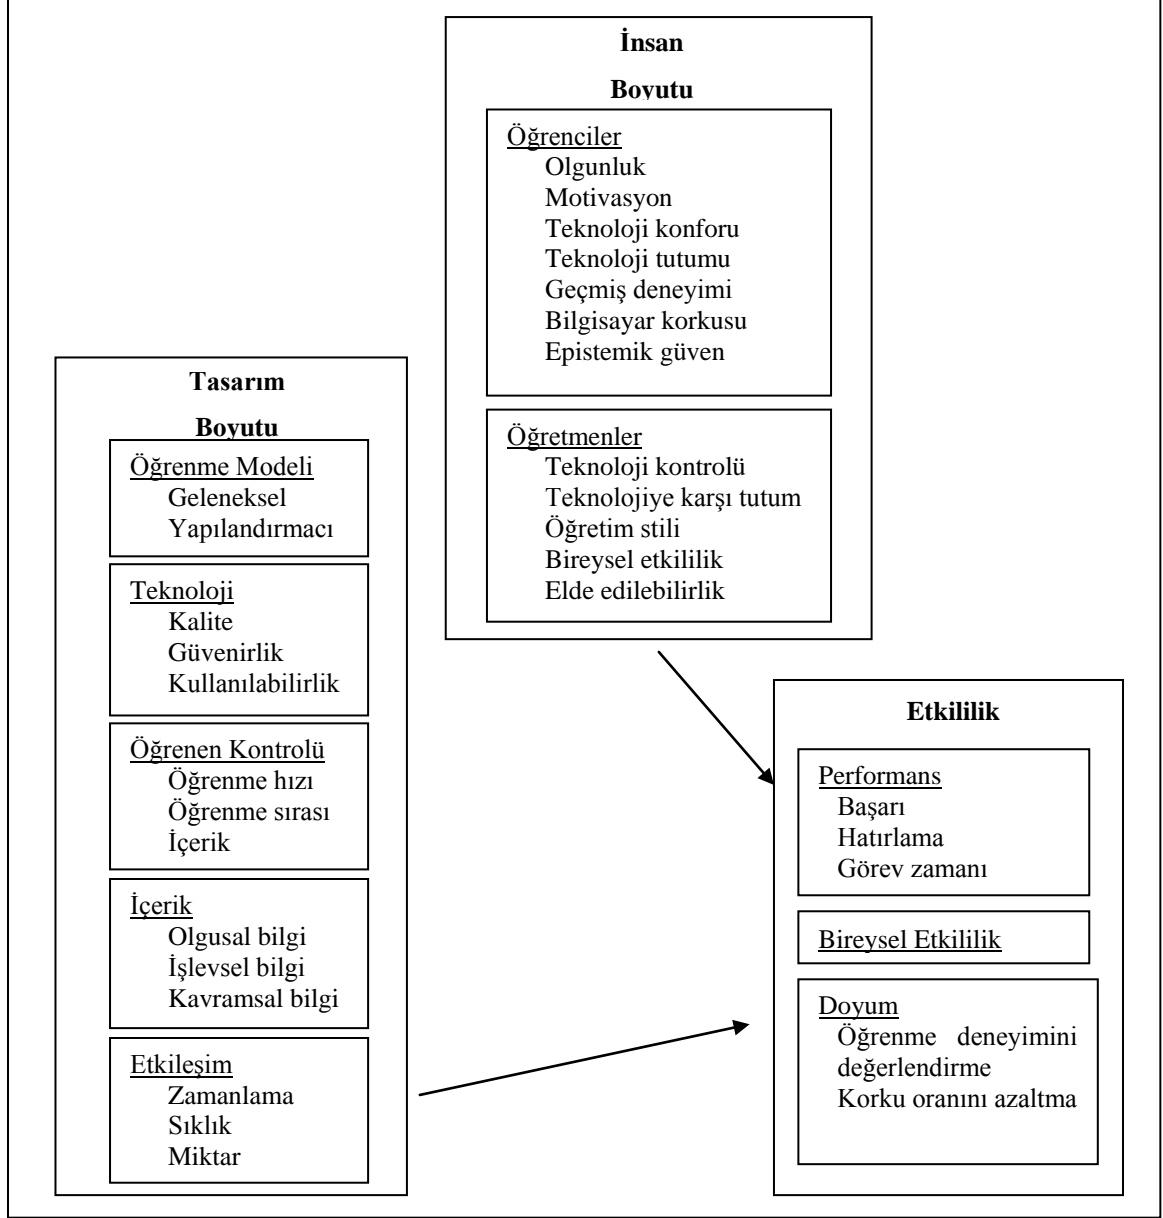 İnsan
Boyutu
Öğrenciler
Olgunluk
Motivasyon
Teknoloji konforu
Teknoloji tutumu
Geçmiş deneyimi
Bilgisayar korkusu
Epistemik güven
Öğretmenler
Teknoloji kontrolü
Teknolojiye karşı tutum
Öğretim stili
Bireysel etkililik
Elde edilebilirlik
Tasarım
Boyutu
Öğrenme Modeli
Geleneksel
Yapılandırmacı
Teknoloji
Kalite
Güvenirlik
Kullanılabilirlik
Öğrenen Kontrolü
Öğrenme hızı
Öğrenme sırası
İçerik
İçerik
Olgusal bilgi
İşlevsel bilgi
Kavramsal bilgi
Etkileşim
Zamanlama
Sıklık
Miktar
Etkililik
Performans
Başarı
Hatırlama
Görev zamanı
Bireysel Etkililik
Doyum
Öğrenme deneyimini
değerlendirme
Korku oranını azaltma